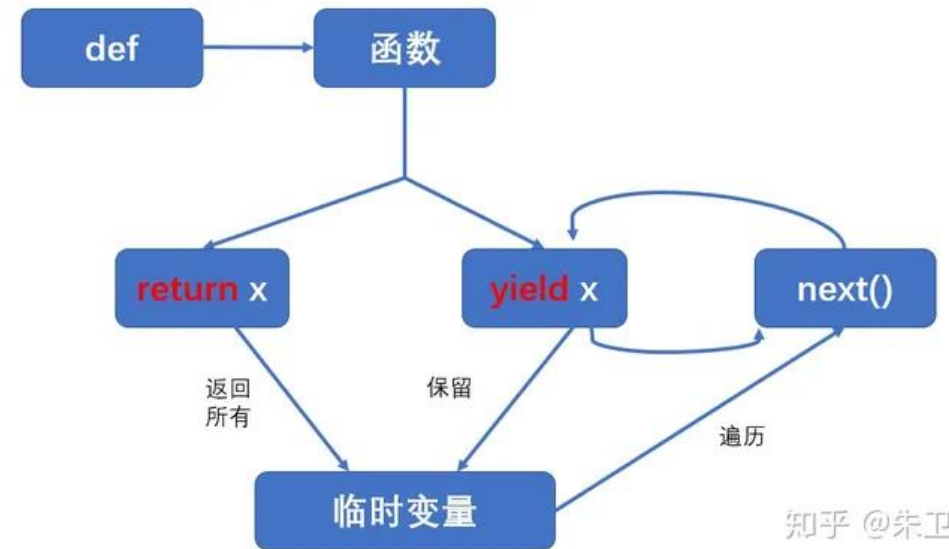 def
函数
return x
yield x
next()
返回
所有
保留
遍历
临时变量
知乎 @朱卫